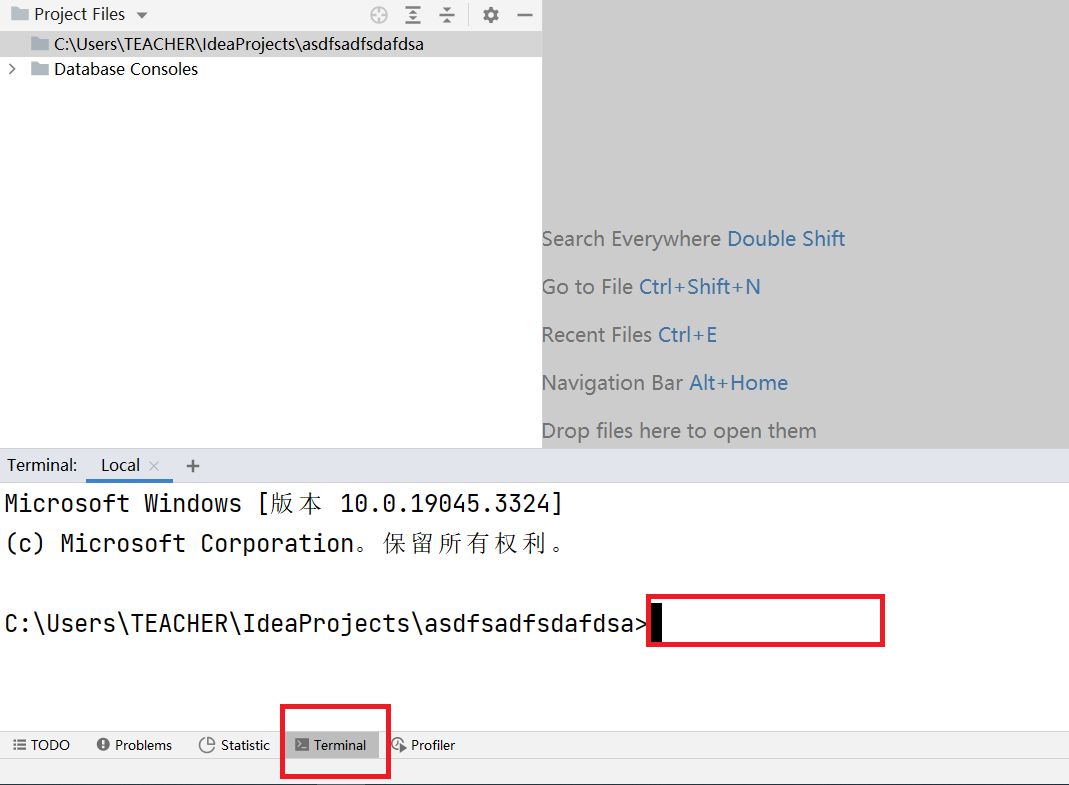 Project Files
C:\Users\TEACHER\IdeaProjects\asdfsadfsdafdsa
Database Consoles
Search Everywhere Double Shift
Go to File Ctrl+Shift+N
Recent Files Ctrl+E
Navigation Bar Alt+Home
Drop files here to open them
Terminal: Local
Microsoft Windows [版本 10.0.19045.3324]
(c) Microsoft Corporation。保留所有权利。
C:\Users\TEACHER\IdeaProjects\asdfsadfsdafdsa>
TODO Problems Statistic Terminal Profiler